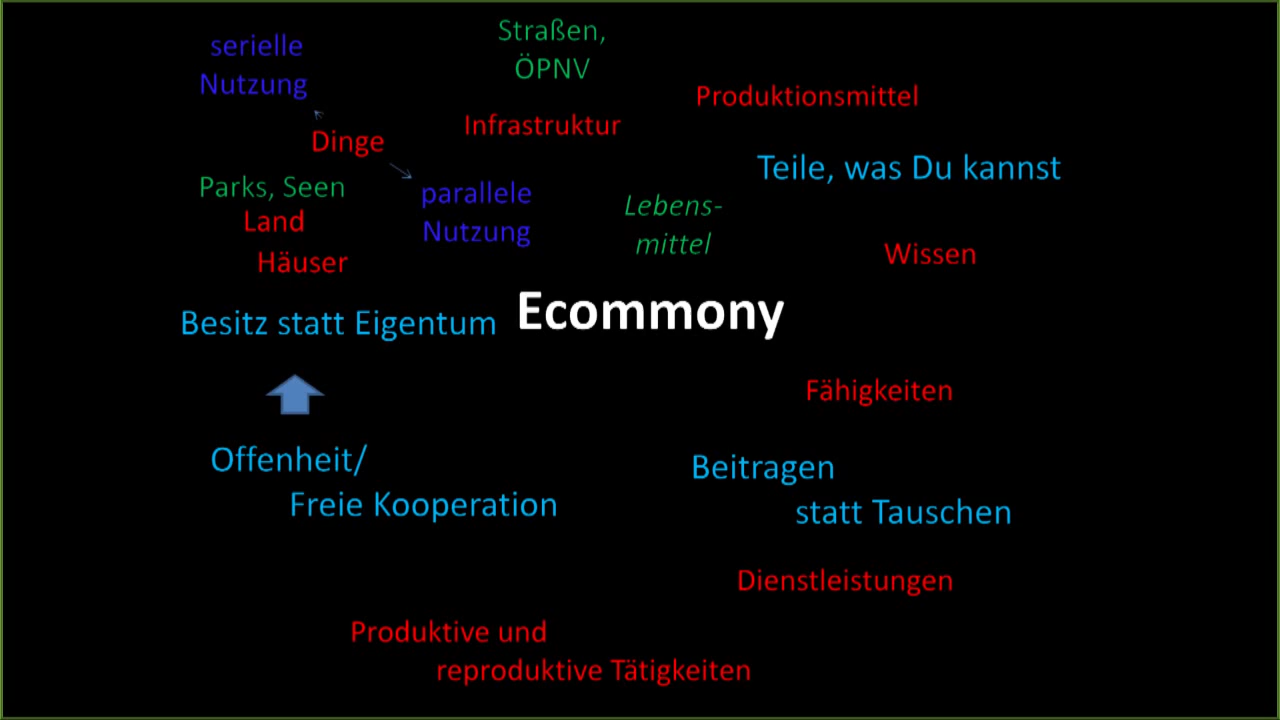 serielle
Nutzung
Straßen,
ÖPNV
Produktionsmittel
Infrastruktur
Dinge
Teile, was Du kannst
Parks, Seen
parallele
Nutzung
Lebens-
mittel
Land
Wissen
Häuser
Besitz statt Eigentum
Ecommony
Fähigkeiten
Offenheit/
Freie Kooperation
Beitragen
statt Tauschen
Dienstleistungen
Produktive und
reproduktive Tätigkeiten